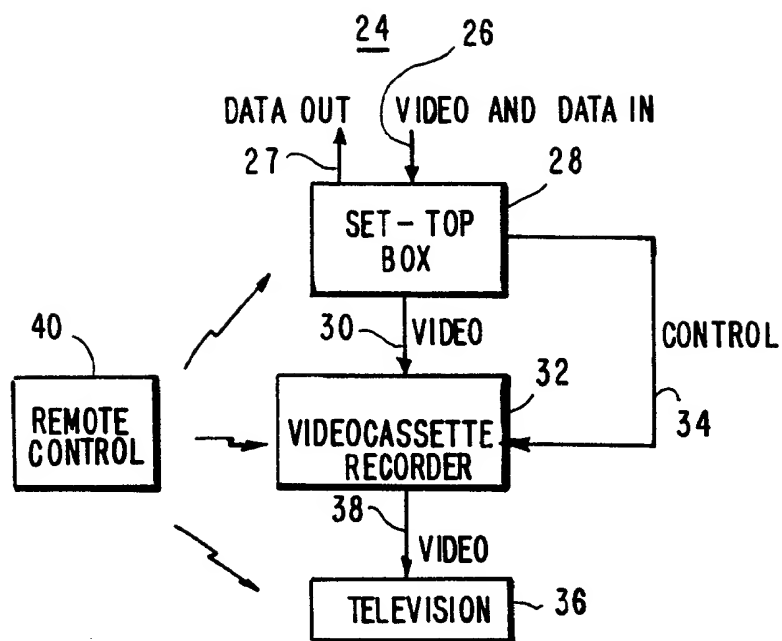 24
26
DATA OUT
VIDEO AND DATA IN
27
28
SET-TOP
BOX
30
VIDEO
CONTROL
40
32
34
REMOTE
CONTROL
VIDEOCASSETTE
RECORDER
38
VIDEO
TELEVISION
36